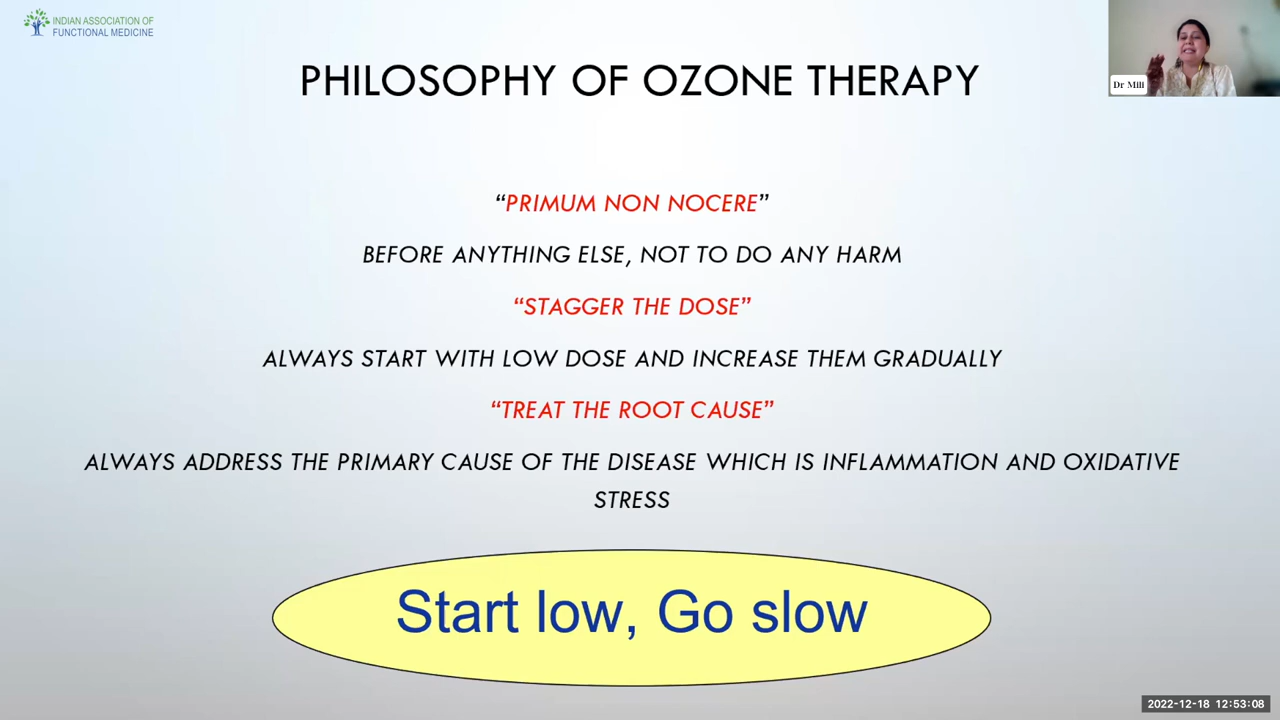 INDIAN ASSOCIATION OF
FUNCTIONAL MEDICINE
PHILOSOPHY OF OZONE THERAPY
Dr Mili
“PRIMUM NON NOCERE”
BEFORE ANYTHING ELSE, NOT TO DO ANY HARM
“STAGGER THE DOSE”
ALWAYS START WITH LOW DOSE AND INCREASE THEM GRADUALLY
“TREAT THE ROOT CAUSE”
ALWAYS ADDRESS THE PRIMARY CAUSE OF THE DISEASE WHICH IS INFLAMMATION AND OXIDATIVE
STRESS
Start low, Go slow
2022-12-18 12:53:08